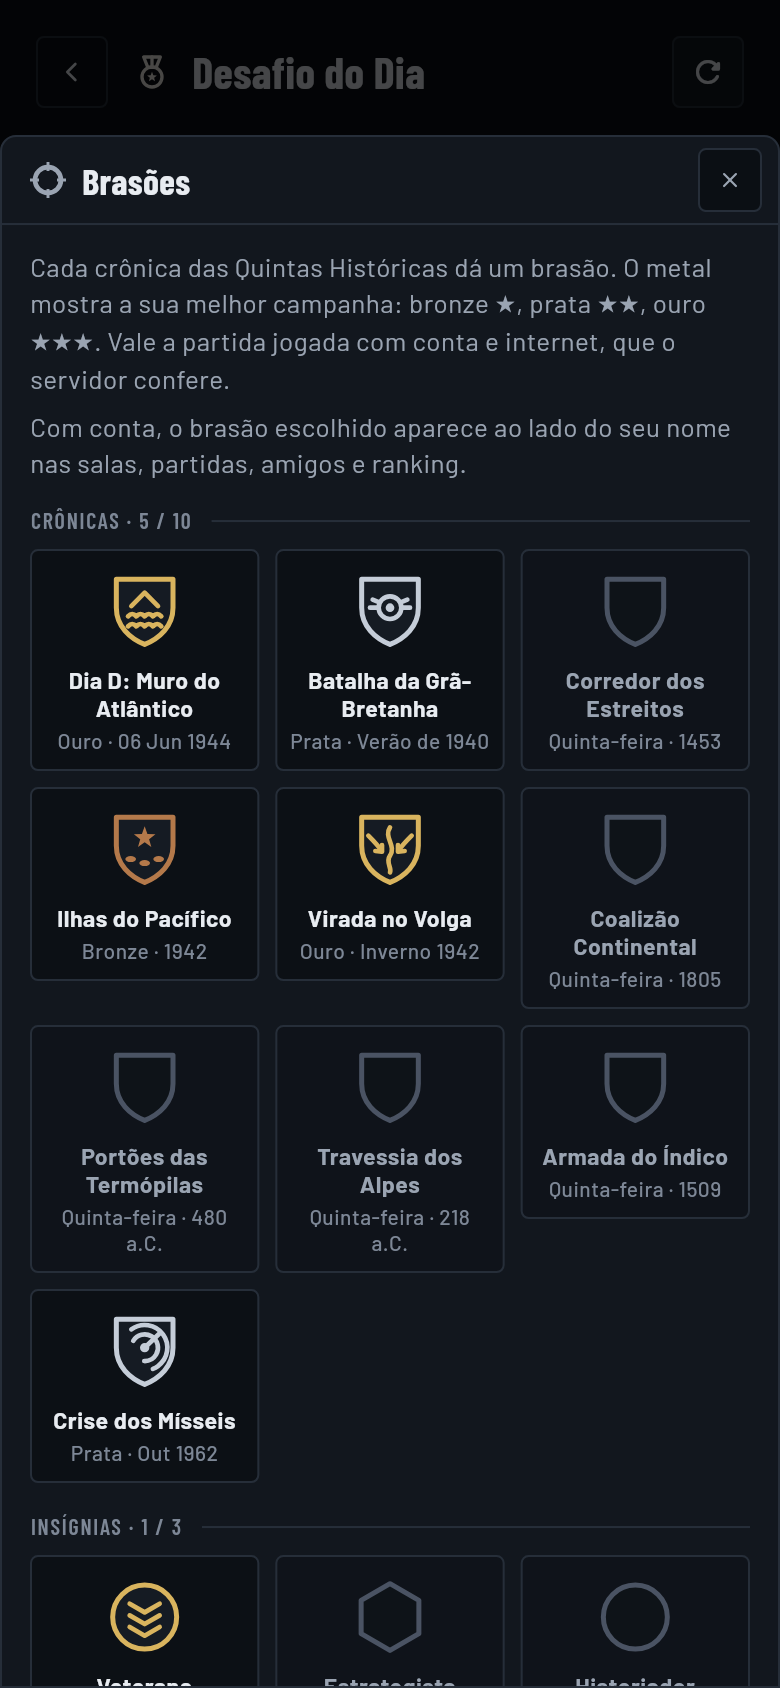 Desafio do Dia
Brasões
Cada crônica das Quintas Históricas dá um brasão. O metal
mostra a sua melhor campanha: bronze ★, prata ★★, ouro
★★★. Vale a partida jogada com conta e internet, que o
servidor confere.
Com conta, o brasão escolhido aparece ao lado do seu nome
nas salas, partidas, amigos e ranking.
CRÔNICAS · 5 / 10
Dia D: Muro do
Atlântico
Ouro · 06 Jun 1944
Batalha da Grã-
Bretanha
Prata · Verão de 1940
Corredor dos
Estreitos
Quinta-feira · 1453
Ilhas do Pacífico
Bronze · 1942
Virada no Volga
Ouro · Inverno 1942
Coalizão
Continental
Quinta-feira · 1805
Portões das
Termópilas
Quinta-feira · 480
a.C.
Travessia dos
Alpes
Quinta-feira · 218
a.C.
Armada do Índico
Quinta-feira · 1509
Crise dos Mísseis
Prata · Out 1962
INSÍGNIAS · 1 / 3
Veterano
Estrategista
Historiador